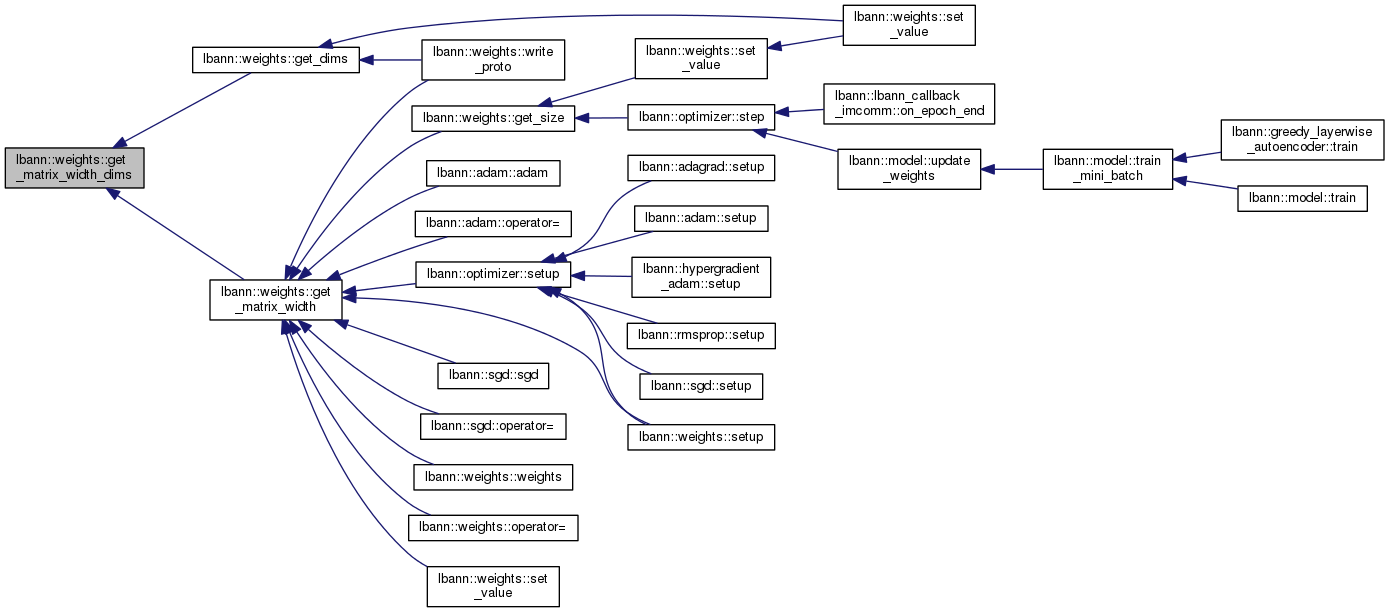 lbann::weights::get
_matrix_width_dims
lbann::weights::get_dims
lbann::weights::get
_matrix_width
lbann::weights::write
_proto
lbann::weights::get_size
lbann::adam::adam
lbann::adam::operator=
lbann::optimizer::setup
lbann::sgd::sgd
lbann::sgd::operator=
lbann::weights::weights
lbann::weights::operator=
lbann::weights::set
_value
lbann::weights::set
_value
lbann::optimizer::step
lbann::adagrad::setup
lbann::adam::setup
lbann::hypergradient
_adam::setup
lbann::rmsprop::setup
lbann::sgd::setup
lbann::weights::setup
lbann::weights::set
_value
lbann::lbann_callback
_imcomm::on_epoch_end
lbann::model::update
_weights
lbann::model::train
_mini_batch
lbann::greedy_layerwise
_autoencoder::train
lbann::model::train